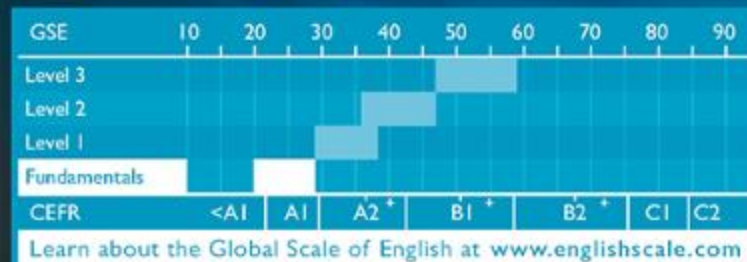 GSE 10 20 30 40 50 60 70 80 90
Level 3
Level 2
Level 1
Fundamentals
CEFR <A1 A1 A2 + B1 + B2 + C1 C2
Learn about the Global Scale of English at www.englishscale.com